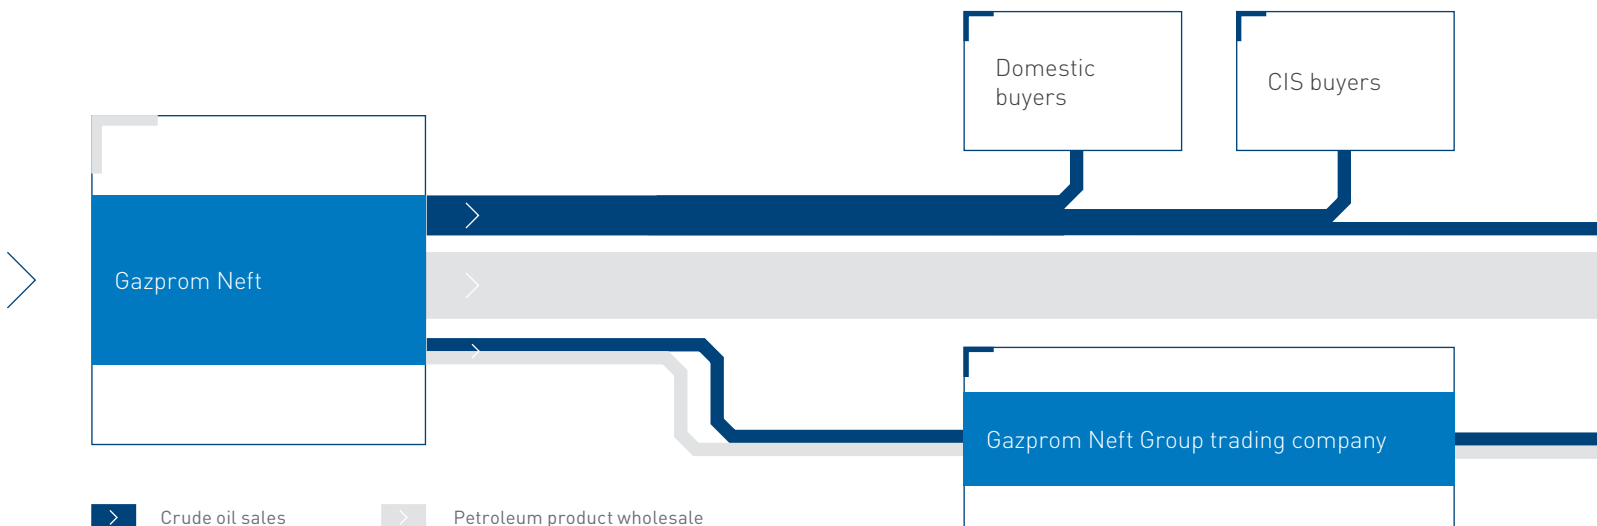 Domestic
buyers
CIS buyers
Gazprom Neft
Gazprom Neft Group trading company
Crude oil sales
Petroleum product wholesale